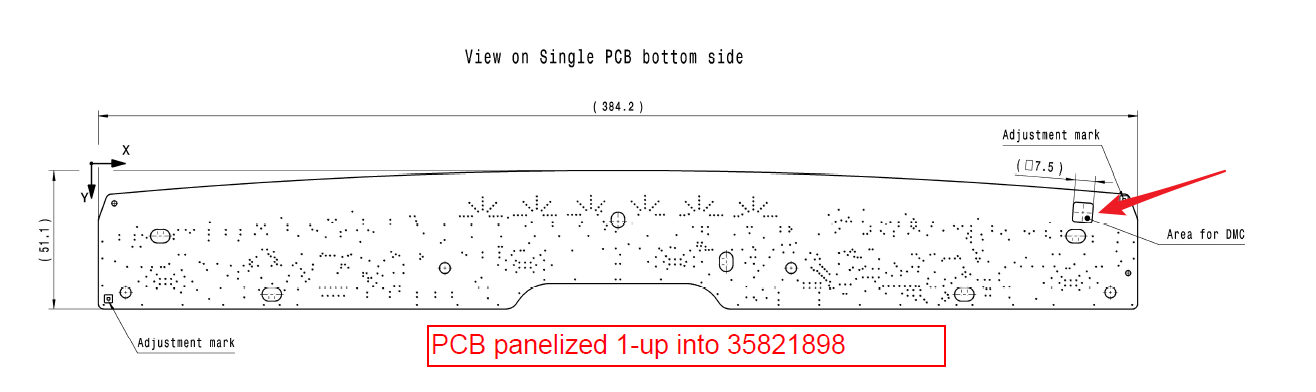 View on Single PCB bottom side
( 384.2 )
Adjustment mark
X
( □7.5 )
Y
( 51.1 )
Area for DMC
Adjustment mark
PCB panelized 1-up into 35821898